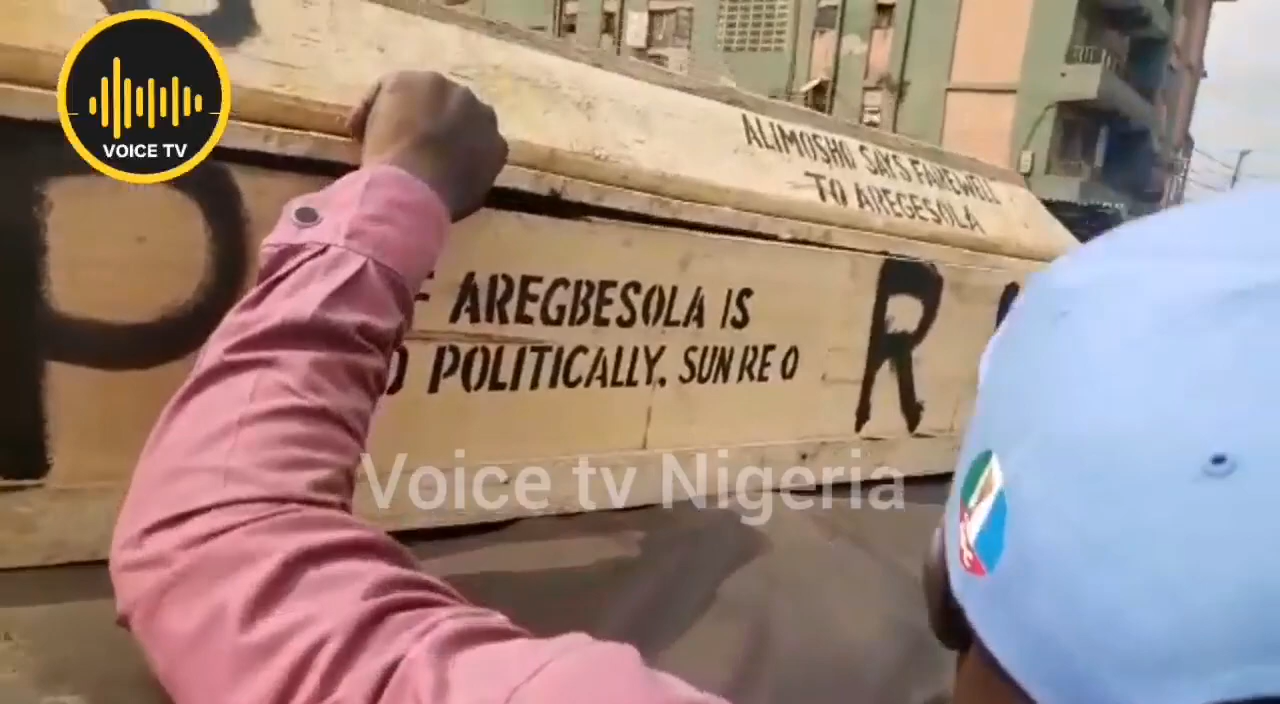 VOICE TV
ALIMOSHO SAYS FAREWELL
TO AREGESOLA
P
AREGBESOLA IS
POLITICALLY. SUN RE O
R
Voice tv Nigeria